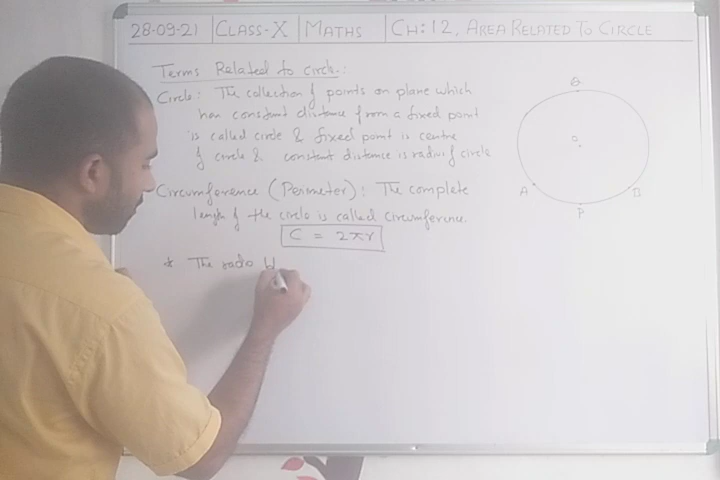 28-09-21 CLASS-X MATHS CH:12, AREA RELATED TO CIRCLE
Terms Related to circle:
Circle: The collection of points on plane which
has constant distance from a fixed point
is called circle & fixed point is centre
of circle & constant distance is radius of circle
Circumference (Perimeter): The complete
length of the circle is called circumference.
C = 2πr
* The ratio
Q
O
A
B
P